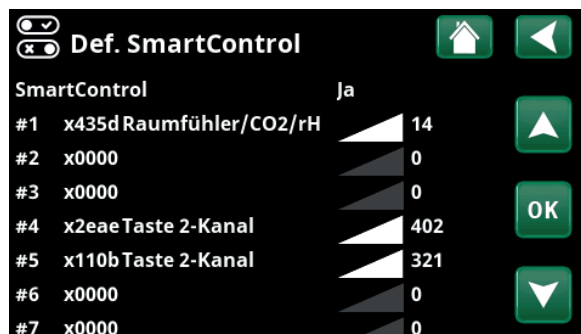 Def. SmartControl
SmartControl Ja
#1 x435d Raumfühler/CO2/rH 14
#2 x0000 0
#3 x0000 0
#4 x2eae Taste 2-Kanal 402
#5 x110b Taste 2-Kanal 321
#6 x0000 0
#7 x0000 0
OK